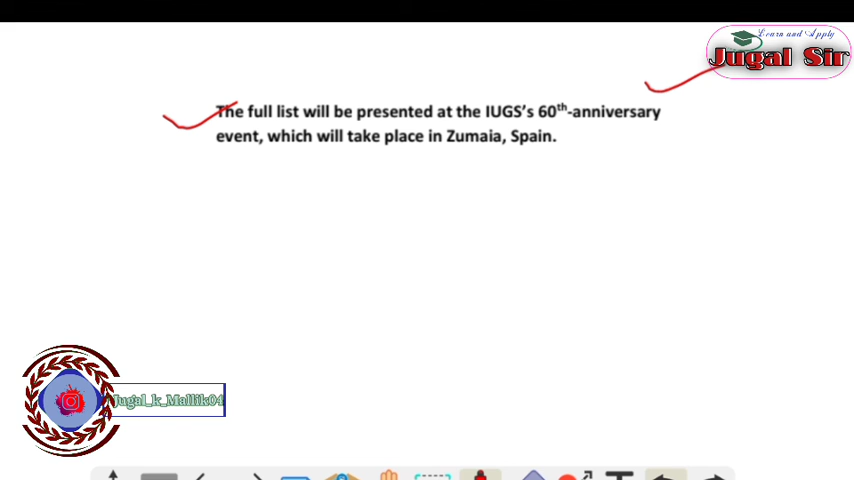 Learn and Apply
Jugal Sir
The full list will be presented at the IUGS's 60th-anniversary
event, which will take place in Zumaia, Spain.
Jugal_k_Mallik04